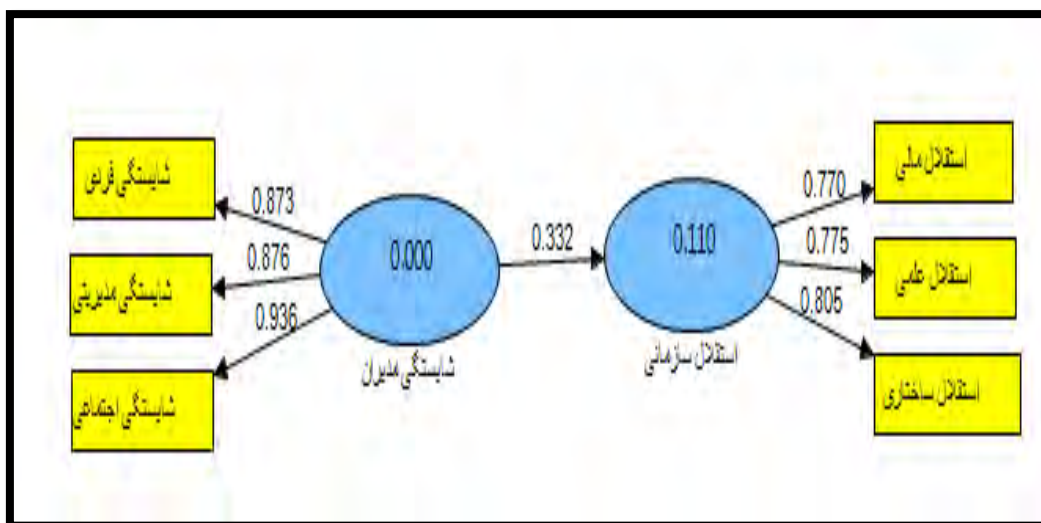 شایستگی فردی
0.873
شایستگی مدیریتی
0.876
شایستگی اجتماعی
0.936
0.000
شایستگی مدیران
0.332
0.110
استقلال سازمانی
0.770
استقلال مالی
0.775
استقلال علمی
0.805
استقلال ساختاری